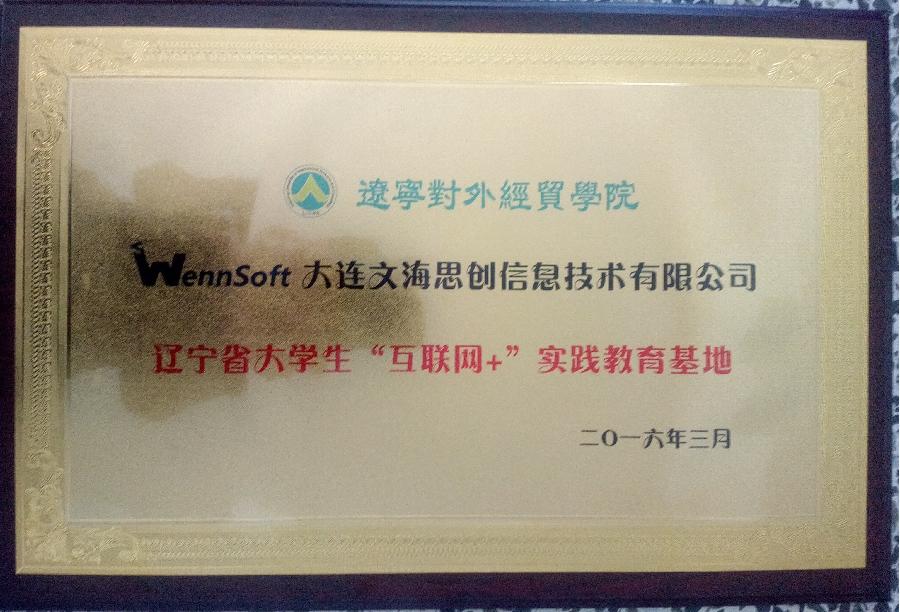 遼寧對外經貿學院
WennSoft 大连文海思创信息技术有限公司
辽宁省大学生“互联网+”实践教育基地
二〇一六年三月